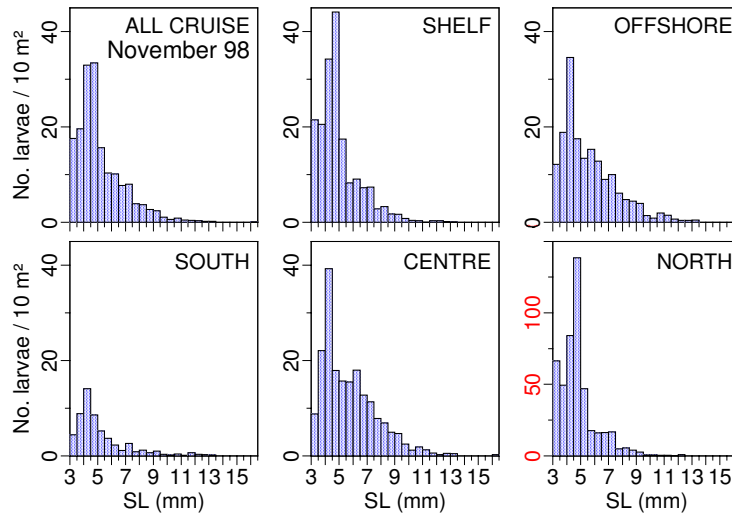 ALL CRUISE
November 98
SHELF
OFFSHORE
No. larvae / 10 m²
0 20 40
0 20 40
0 20 40
SOUTH
CENTRE
NORTH
No. larvae / 10 m²
0 20 40
0 20 40
0 50 100
3 5 7 9 11 13 15
3 5 7 9 11 13 15
3 5 7 9 11 13 15
SL (mm)
SL (mm)
SL (mm)